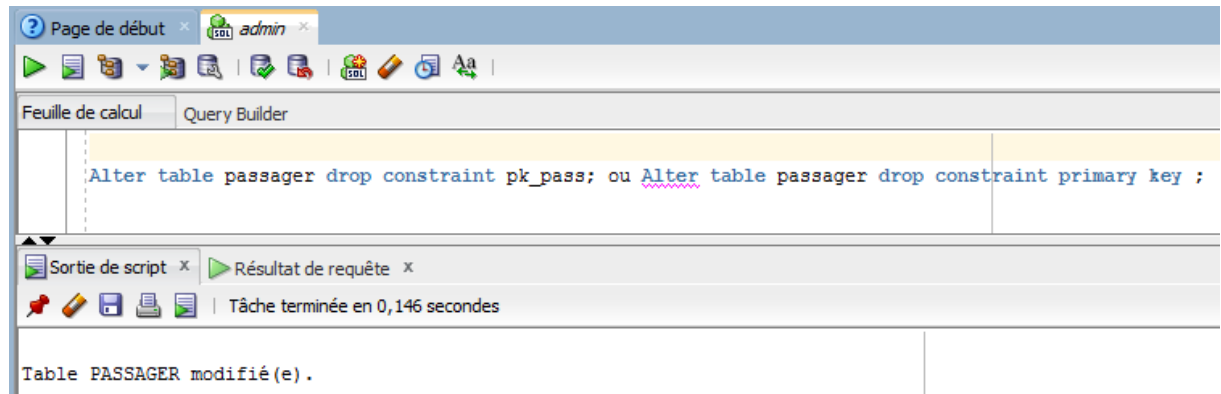 Page de début admin
SQL Aa
Feuille de calcul Query Builder
Alter table passager drop constraint pk_pass; ou Alter table passager drop constraint primary key ;
Sortie de script x Résultat de requête x
Tâche terminée en 0,146 secondes
Table PASSAGER modifié(e).